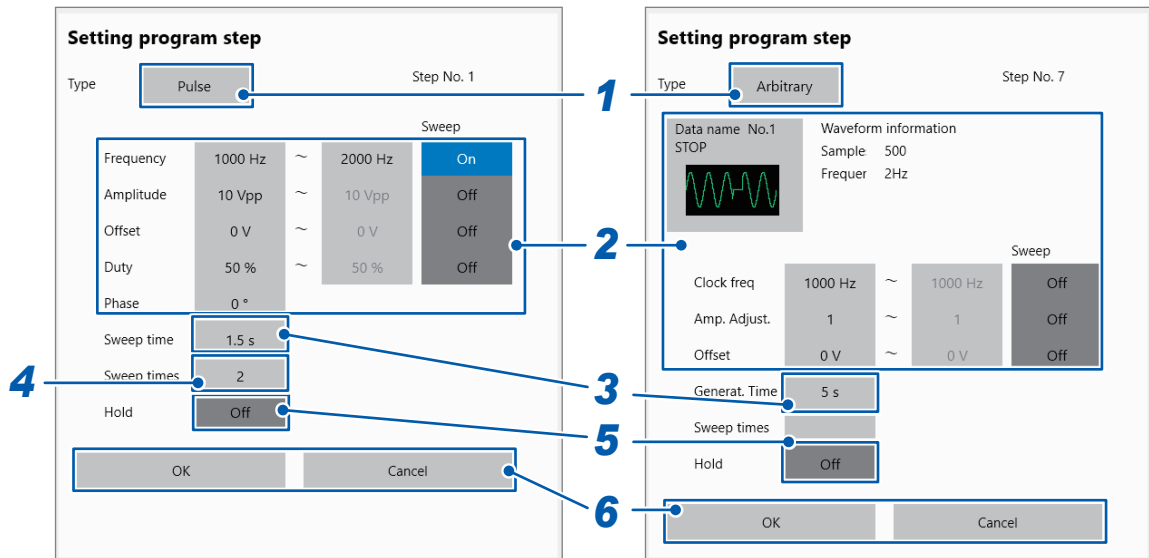 Setting program step
Type Pulse Step No. 1
Sweep
Frequency 1000 Hz ~ 2000 Hz On
Amplitude 10 Vpp ~ 10 Vpp Off
Offset 0 V ~ 0 V Off
Duty 50 % ~ 50 % Off
Phase 0 °
Sweep time 1.5 s
Sweep times 2
Hold Off
OK Cancel
1
2
3
4
5
6
Setting program step
Type Arbitrary Step No. 7
Data name No.1
STOP
Waveform information
Sample 500
Frequer 2Hz
Sweep
Clock freq 1000 Hz ~ 1000 Hz Off
Amp. Adjust. 1 ~ 1 Off
Offset 0 V ~ 0 V Off
Generat. Time 5 s
Sweep times
Hold Off
OK Cancel